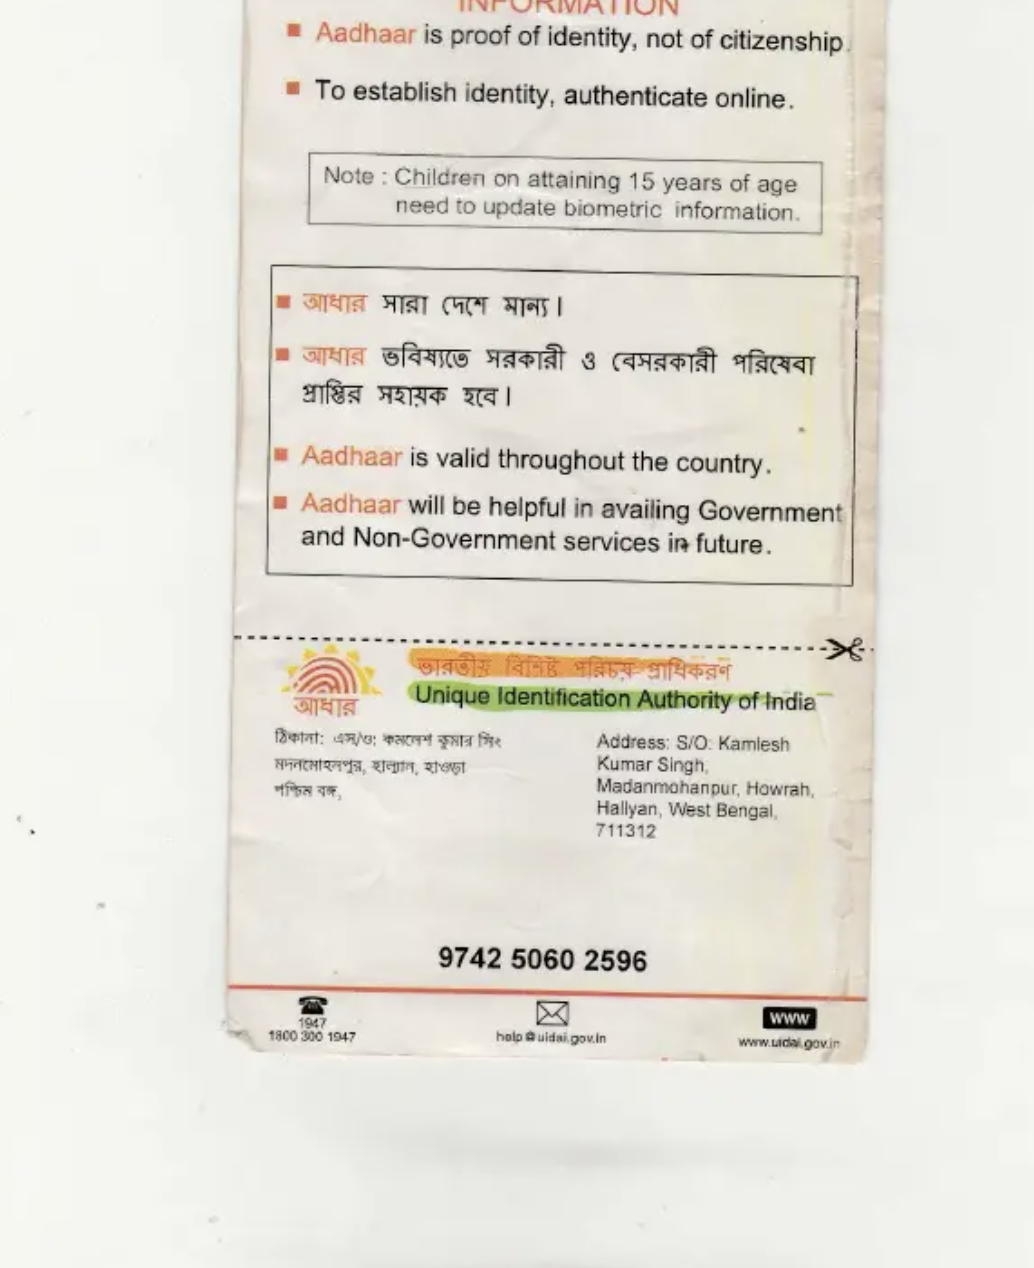 INFORMATION
Aadhaar is proof of identity, not of citizenship.
To establish identity, authenticate online.
Note : Children on attaining 15 years of age
need to update biometric information.
আধার সারা দেশে মান্য।
আধার ভবিষ্যতে সরকারী ও বেসরকারী পরিষেবা
প্রাপ্তির সহায়ক হবে।
Aadhaar is valid throughout the country.
Aadhaar will be helpful in availing Government
and Non-Government services in future.
ভারতীয় বিশিষ্ট পরিচয় প্রাধিকরণ
Unique Identification Authority of India
আধার
ঠিকানা: এস/ও: কমলেশ কুমার সিং
মদনমোহনপুর, হাল্যান, হাওড়া
পশ্চিম বঙ্গ,
Address: S/O: Kamlesh
Kumar Singh,
Madanmohanpur, Howrah,
Hallyan, West Bengal,
711312
9742 5060 2596
1947
1800 300 1947
help@uidai.gov.in
www
www.uidai.gov.in